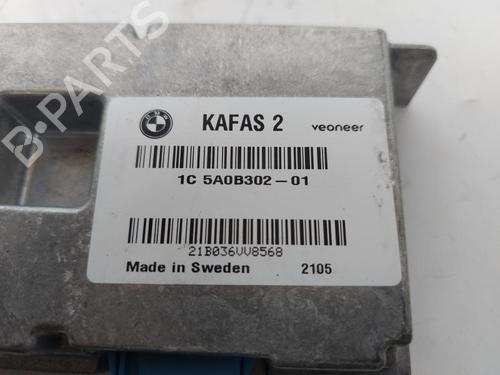 KAFAS 2 veoneer
1C 5A0B302-01
21B036VV8568
Made in Sweden 2105
B-PARTS